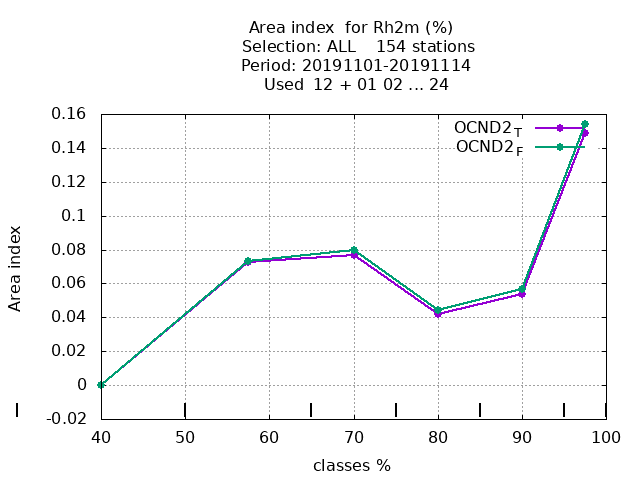 Area index  for Rh2m (%)
Selection: ALL    154 stations
Period: 20191101-20191114
Used  12 + 01 02 ... 24
OCND2T
OCND2F
0.16
0.14
0.12
0.1
0.08
0.06
0.04
0.02
0
-0.02
Area index
40 50 60 70 80 90 100
classes %